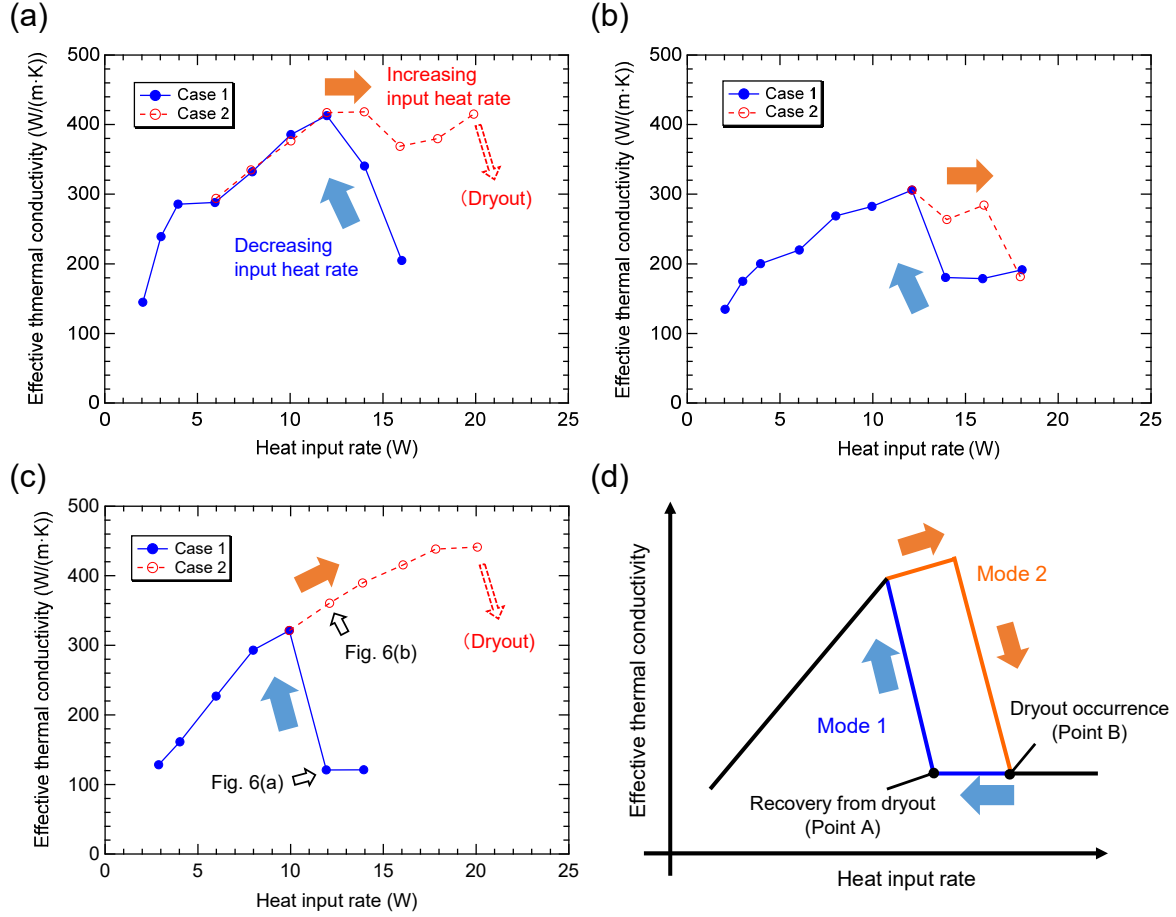 (a)
500
400
300
200
100
0
Effective thmermal conductivity (W/(m·K))
Case 1
Case 2
Increasing
input heat rate
(Dryout)
Decreasing
input heat rate
0
5
10
15
20
25
Heat input rate (W)
(b)
500
400
300
200
100
0
Effective thermal conductivity (W/(m·K))
Case 1
Case 2
0
5
10
15
20
25
Heat input rate (W)
(c)
500
400
300
200
100
0
Effective thermal conductivity (W/(m·K))
Case 1
Case 2
Fig. 6(b)
(Dryout)
Fig. 6(a)
0
5
10
15
20
25
Heat input rate (W)
(d)
Effective thermal conductivity
Mode 2
Mode 1
Dryout occurrence
(Point B)
Recovery from dryout
(Point A)
Heat input rate